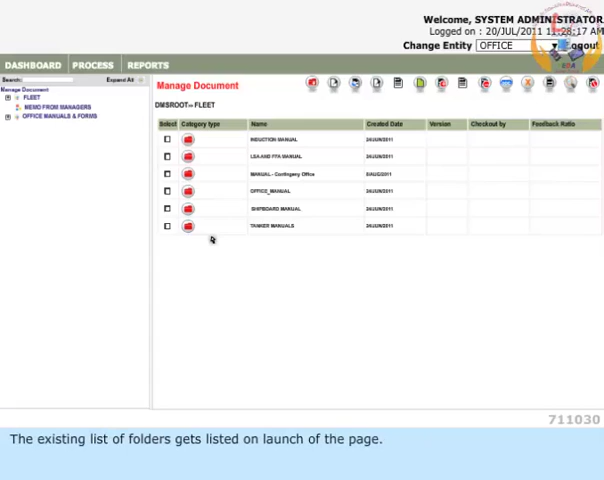 Welcome, SYSTEM ADMINISTRATOR
Logged on : 20/JUL/2011 11:28:17 AM
Change Entity OFFICE Logout
DASHBOARD PROCESS REPORTS
Search: Expand All
Manage Document
Manage Document
FLEET
MEMO FROM MANAGERS
OFFICE MANUALS & FORMS
DMSROOT›› FLEET
Select Category type Name Created Date Version Checkout by Feedback Ratio
INDUCTION MANUAL 24/JUN/2011
LSA AND FFA MANUAL 24/JUN/2011
MANUAL - Contingency Office
OFFICE_MANUAL 24/JUN/2011
SHIPBOARD MANUAL 24/JUN/2011
TANKER MANUALS 24/JUN/2011
711030
The existing list of folders gets listed on launch of the page.